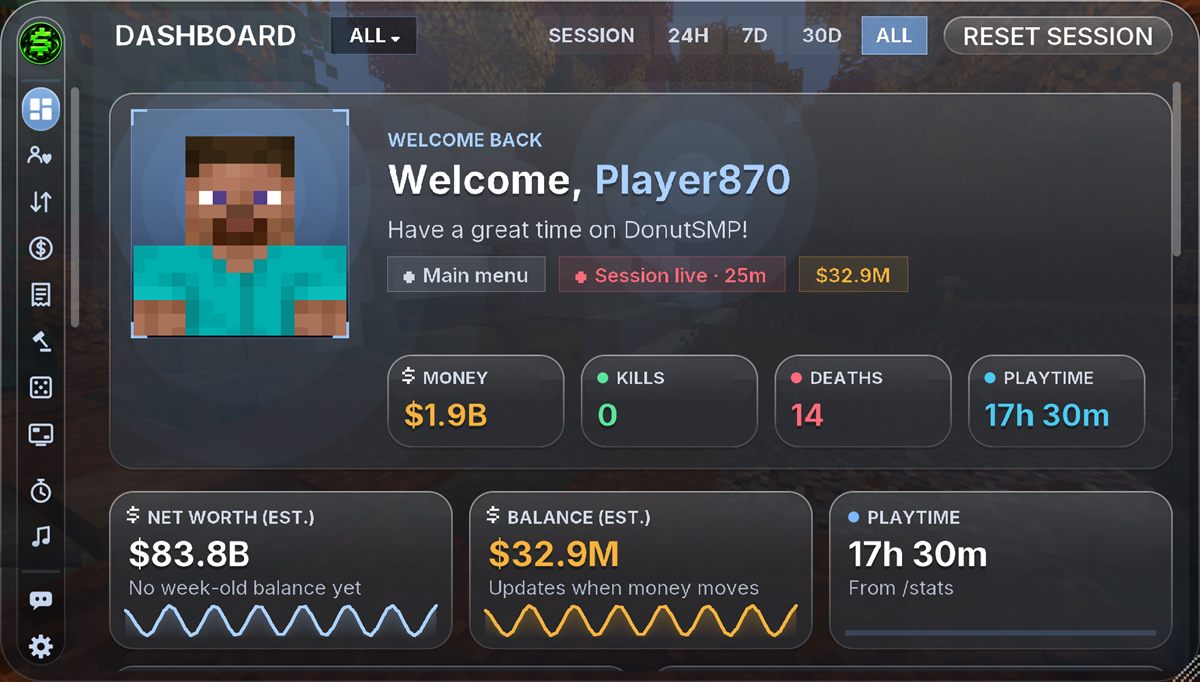 DASHBOARD
ALL
SESSION
24H
7D
30D
ALL
RESET SESSION
WELCOME BACK
Welcome, Player870
Have a great time on DonutSMP!
Main menu
Session live · 25m
$32.9M
$ MONEY
$1.9B
KILLS
0
DEATHS
14
PLAYTIME
17h 30m
$ NET WORTH (EST.)
$83.8B
No week-old balance yet
$ BALANCE (EST.)
$32.9M
Updates when money moves
PLAYTIME
17h 30m
From /stats